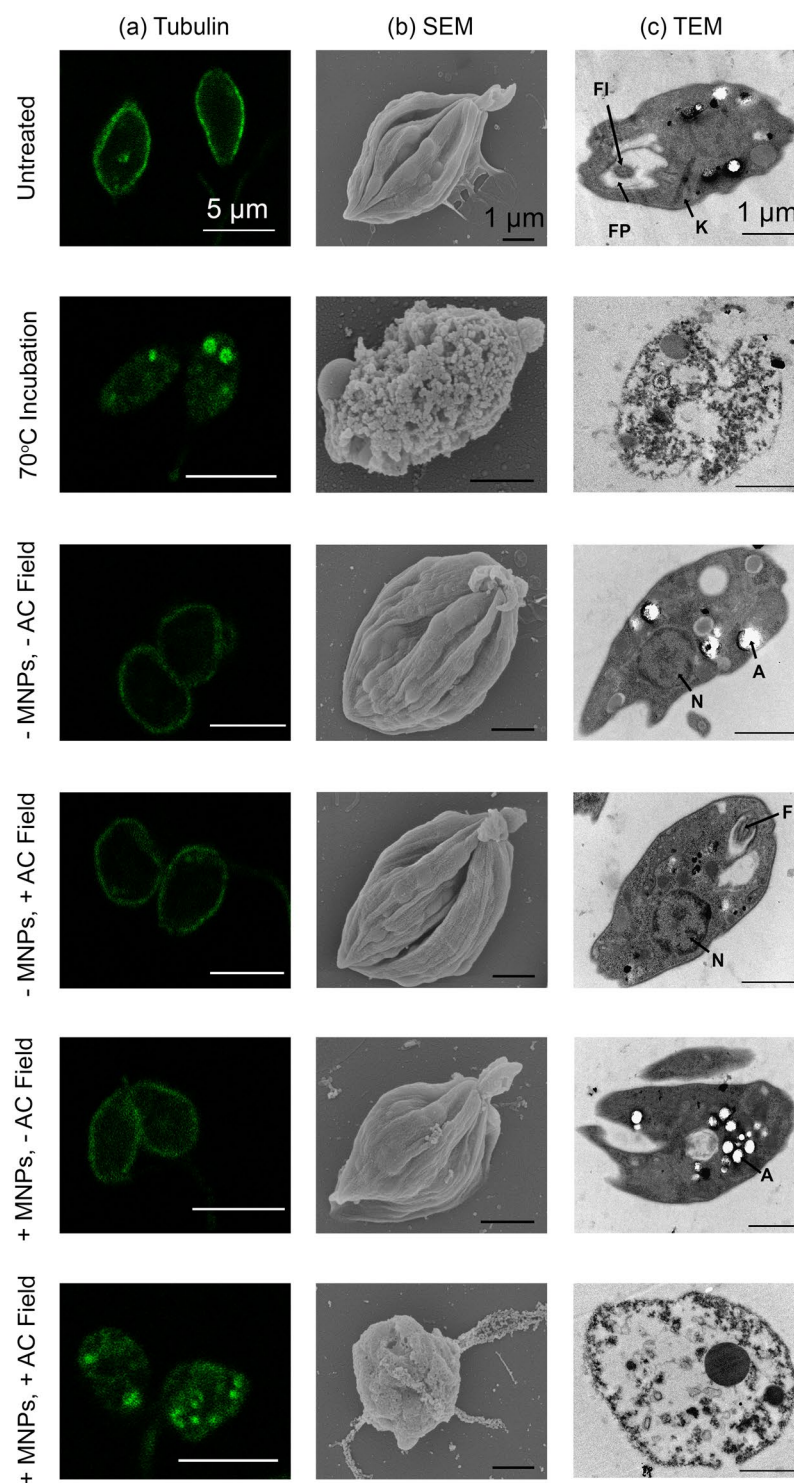 (a) Tubulin (b) SEM (c) TEM
Untreated
5 µm
1 µm
FI
FP
K
1 µm
70°C Incubation
- MNPs, - AC Field
A
N
- MNPs, + AC Field
F
N
+ MNPs, - AC Field
A
+ MNPs, + AC Field